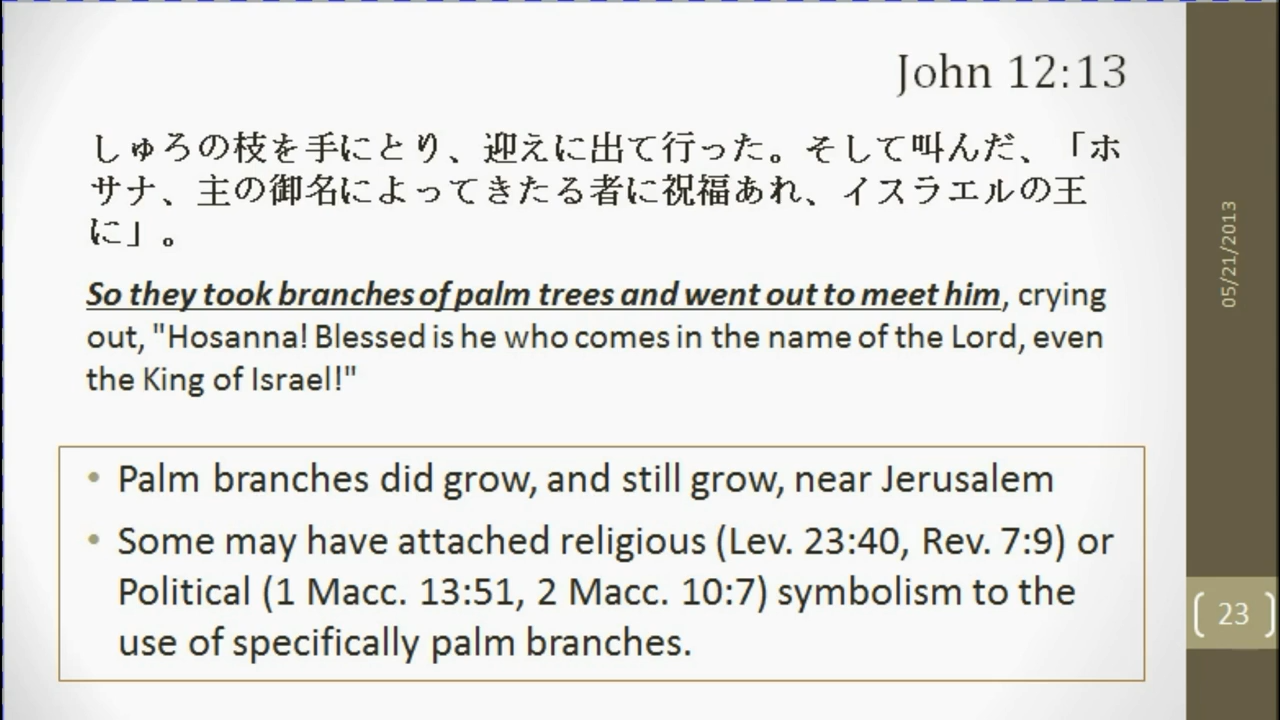 John 12:13
しゅろの枝を手にとり、迎えに出て行った。そして叫んだ、「ホ
サナ、主の御名によってきたる者に祝福あれ、イスラエルの王
に」。
So they took branches of palm trees and went out to meet him, crying
out, "Hosanna! Blessed is he who comes in the name of the Lord, even
the King of Israel!"
• Palm branches did grow, and still grow, near Jerusalem
• Some may have attached religious (Lev. 23:40, Rev. 7:9) or
Political (1 Macc. 13:51, 2 Macc. 10:7) symbolism to the
use of specifically palm branches.
05/21/2013
23